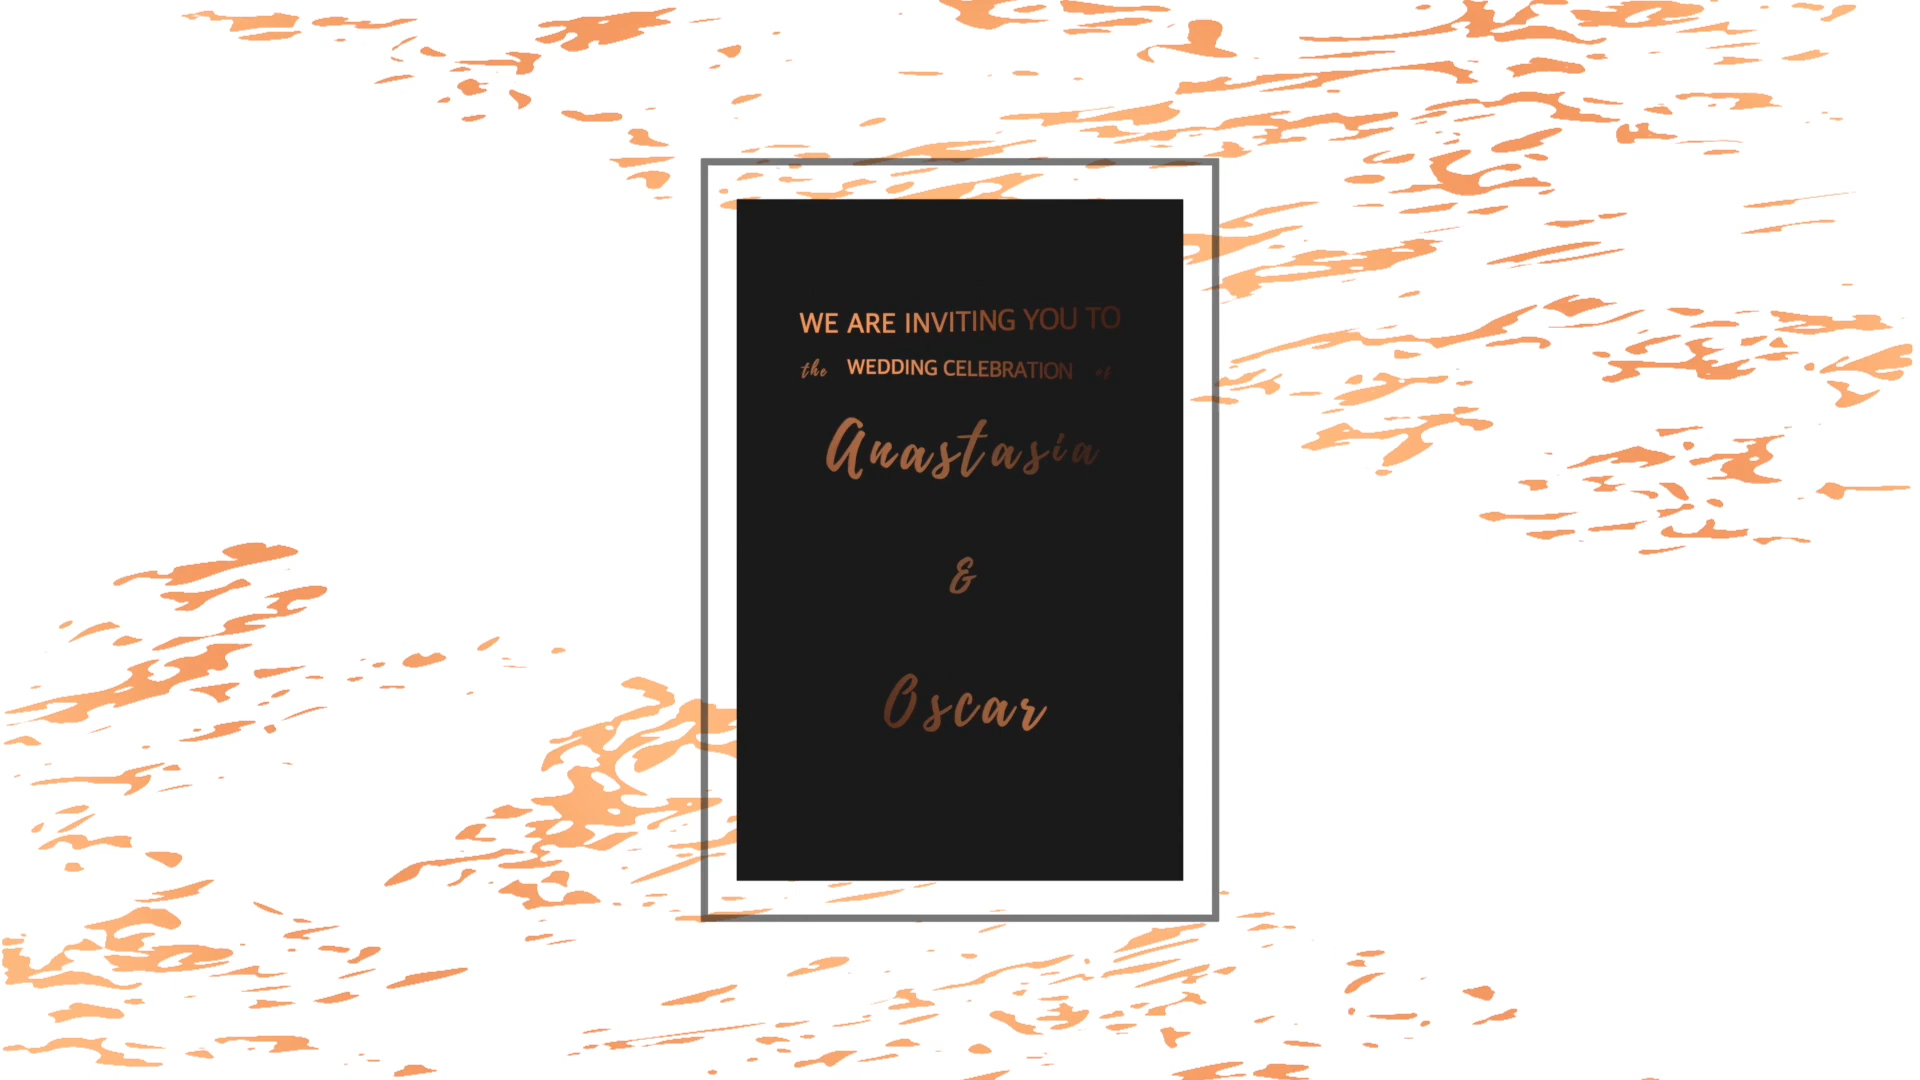 WE ARE INVITING YOU TO
the WEDDING CELEBRATION of
Anastasia
&
Oscar